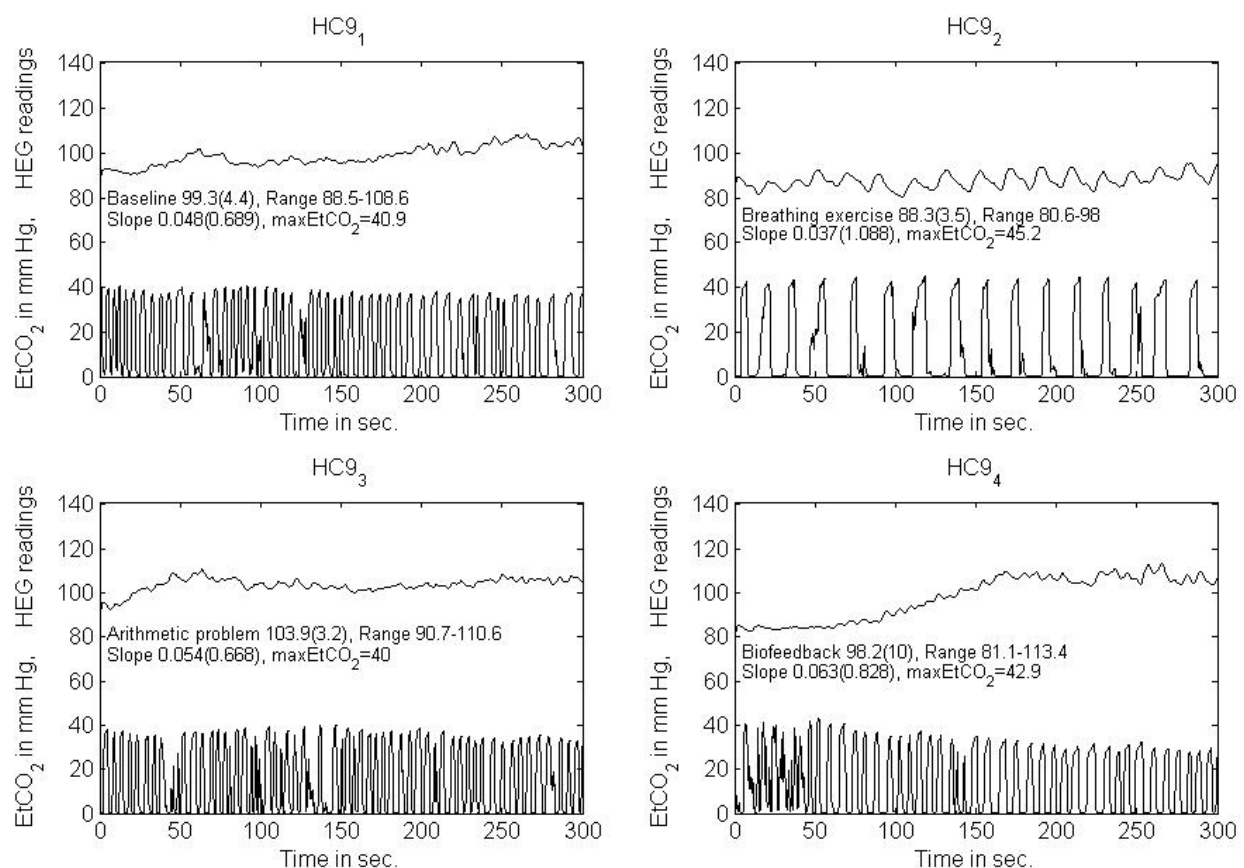 HC9₁
140
120
100
80
60
40
20
0
EtCO₂ in mm Hg, HEG readings
Baseline 99.3(4.4), Range 88.5-108.6
Slope 0.048(0.689), maxEtCO₂=40.9
0 50 100 150 200 250 300
Time in sec.
HC9₂
140
120
100
80
60
40
20
0
EtCO₂ in mm Hg, HEG readings
Breathing exercise 88.3(3.5), Range 80.6-98
Slope 0.037(1.088), maxEtCO₂=45.2
0 50 100 150 200 250 300
Time in sec.
HC9₃
140
120
100
80
60
40
20
0
EtCO₂ in mm Hg, HEG readings
Arithmetic problem 103.9(3.2), Range 90.7-110.6
Slope 0.054(0.668), maxEtCO₂=40
0 50 100 150 200 250 300
Time in sec.
HC9₄
140
120
100
80
60
40
20
0
EtCO₂ in mm Hg, HEG readings
Biofeedback 98.2(10), Range 81.1-113.4
Slope 0.063(0.828), maxEtCO₂=42.9
0 50 100 150 200 250 300
Time in sec.